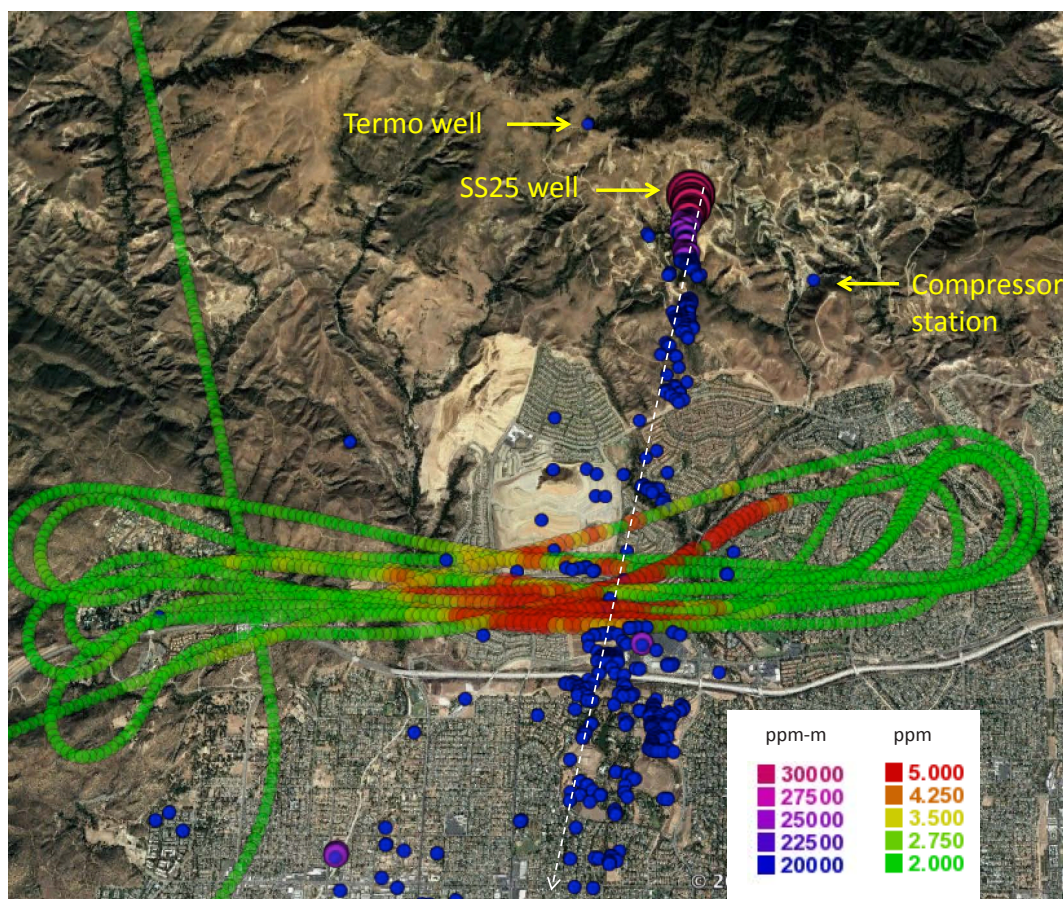 Termo well
SS25 well
Compressor
station
ppm-m ppm
30000 5.000
27500 4.250
25000 3.500
22500 2.750
20000 2.000
©